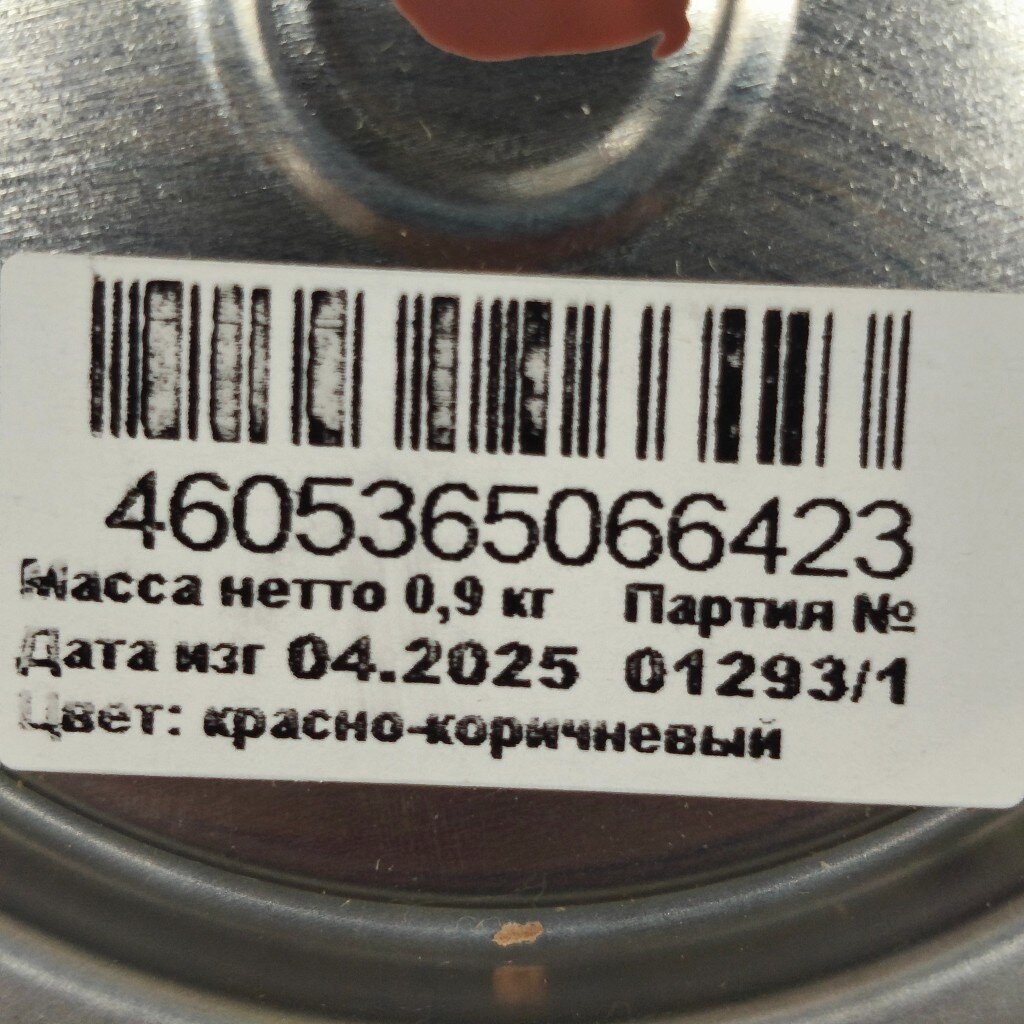 4605365066423
Масса нетто 0,9 кг Партия №
Дата изг 04.2025 01293/1
Цвет: красно-коричневый